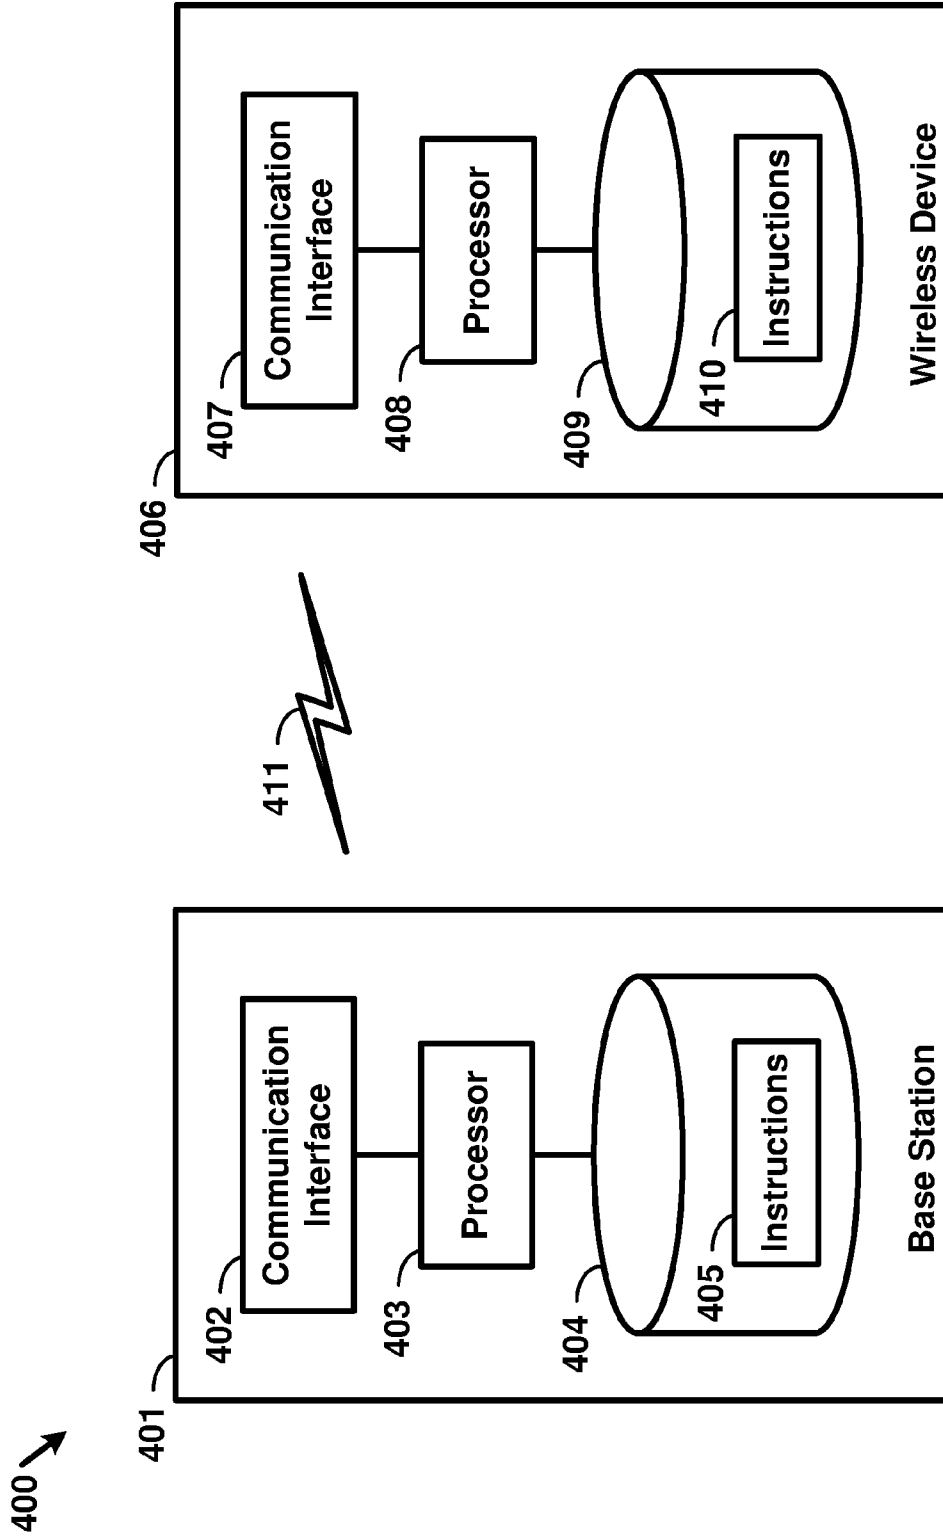 400
401
402
Communication
Interface
403
Processor
404
405
Instructions
Base Station
411
406
407
Communication
Interface
408
Processor
409
410
Instructions
Wireless Device